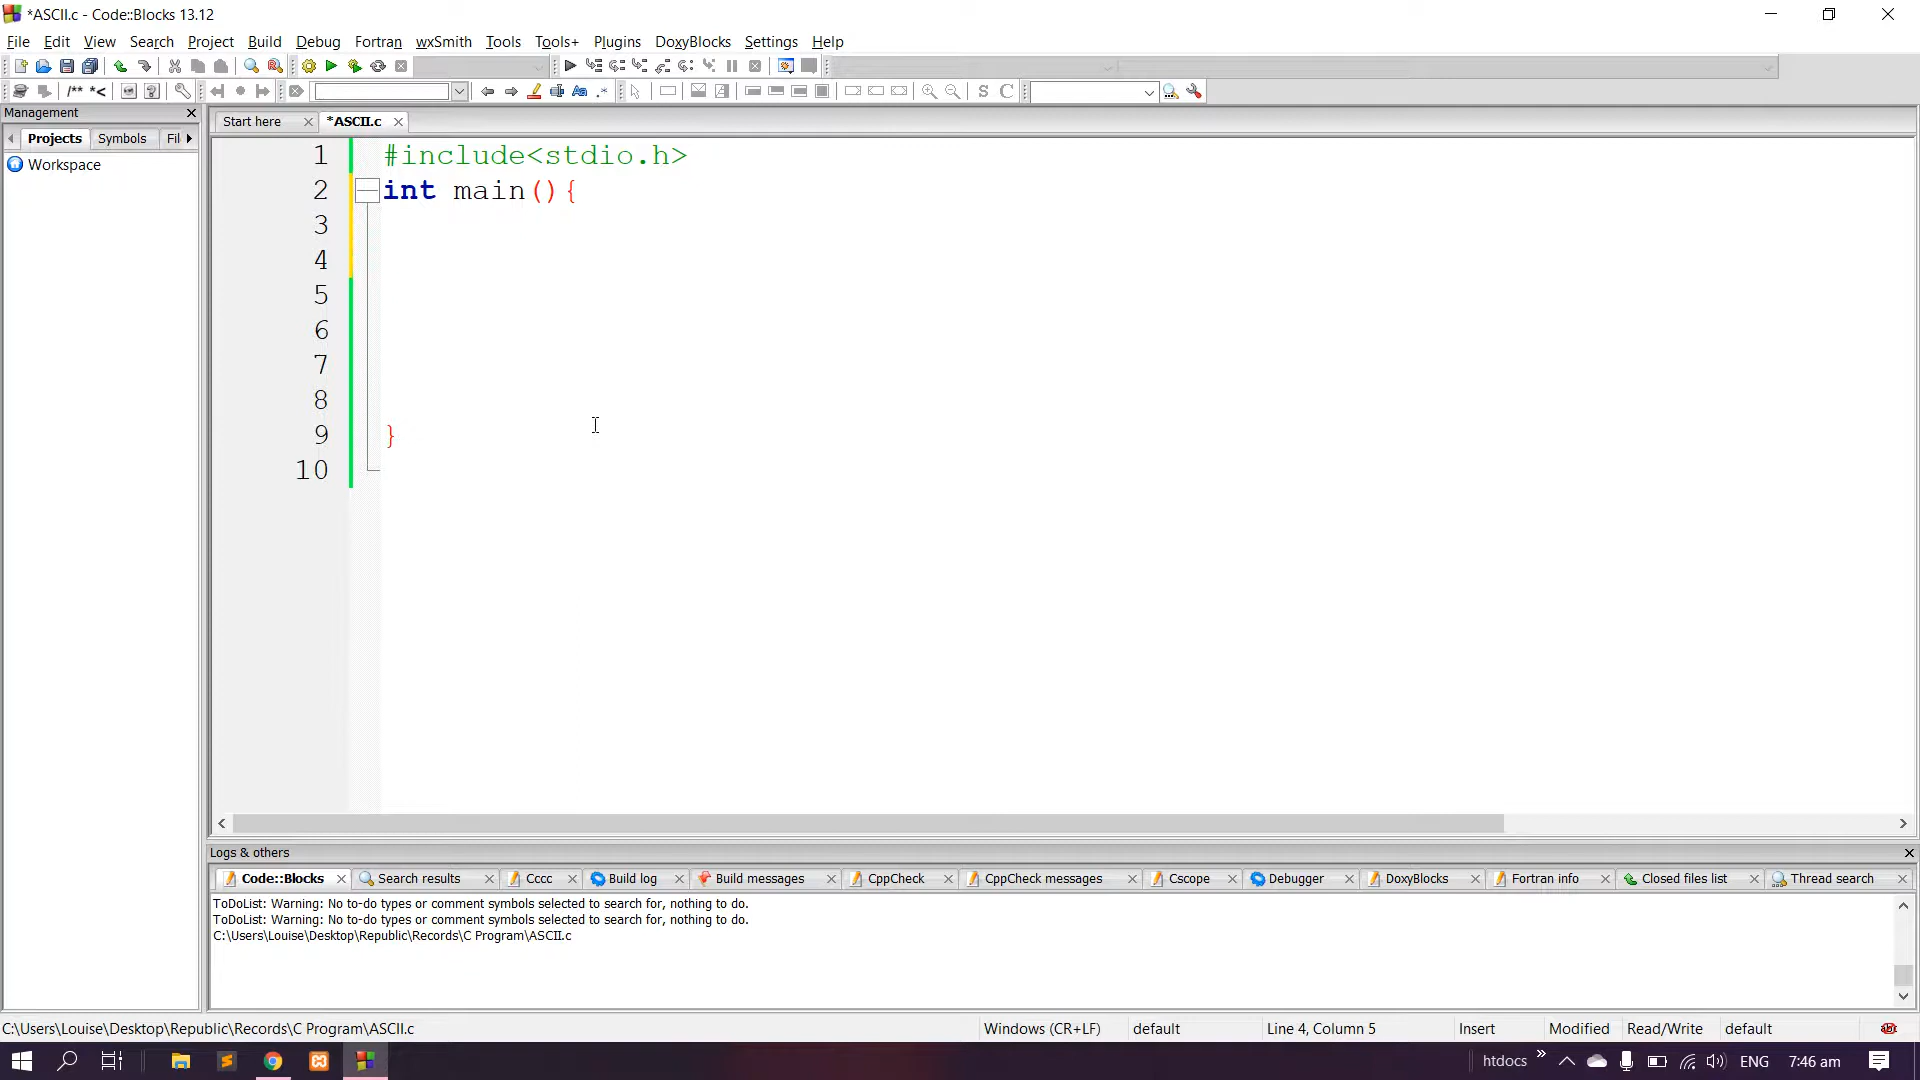 *ASCII.c - Code::Blocks 13.12
File Edit View Search Project Build Debug Fortran wxSmith Tools Tools+ Plugins DoxyBlocks Settings Help
/** *<
Management
Start here *ASCII.c
Projects Symbols Fil
Workspace
1 #include<stdio.h>
2 int main(){
3
4
5
6
7
8
9 }
10
Logs & others
Code::Blocks Search results Cccc Build log Build messages CppCheck CppCheck messages Cscope Debugger DoxyBlocks Fortran info Closed files list Thread search
ToDoList: Warning: No to-do types or comment symbols selected to search for, nothing to do.
ToDoList: Warning: No to-do types or comment symbols selected to search for, nothing to do.
C:\Users\Louise\Desktop\Republic\Records\C Program\ASCII.c
C:\Users\Louise\Desktop\Republic\Records\C Program\ASCII.c Windows (CR+LF) default Line 4, Column 5 Insert Modified Read/Write default
htdocs ENG 7:46 am